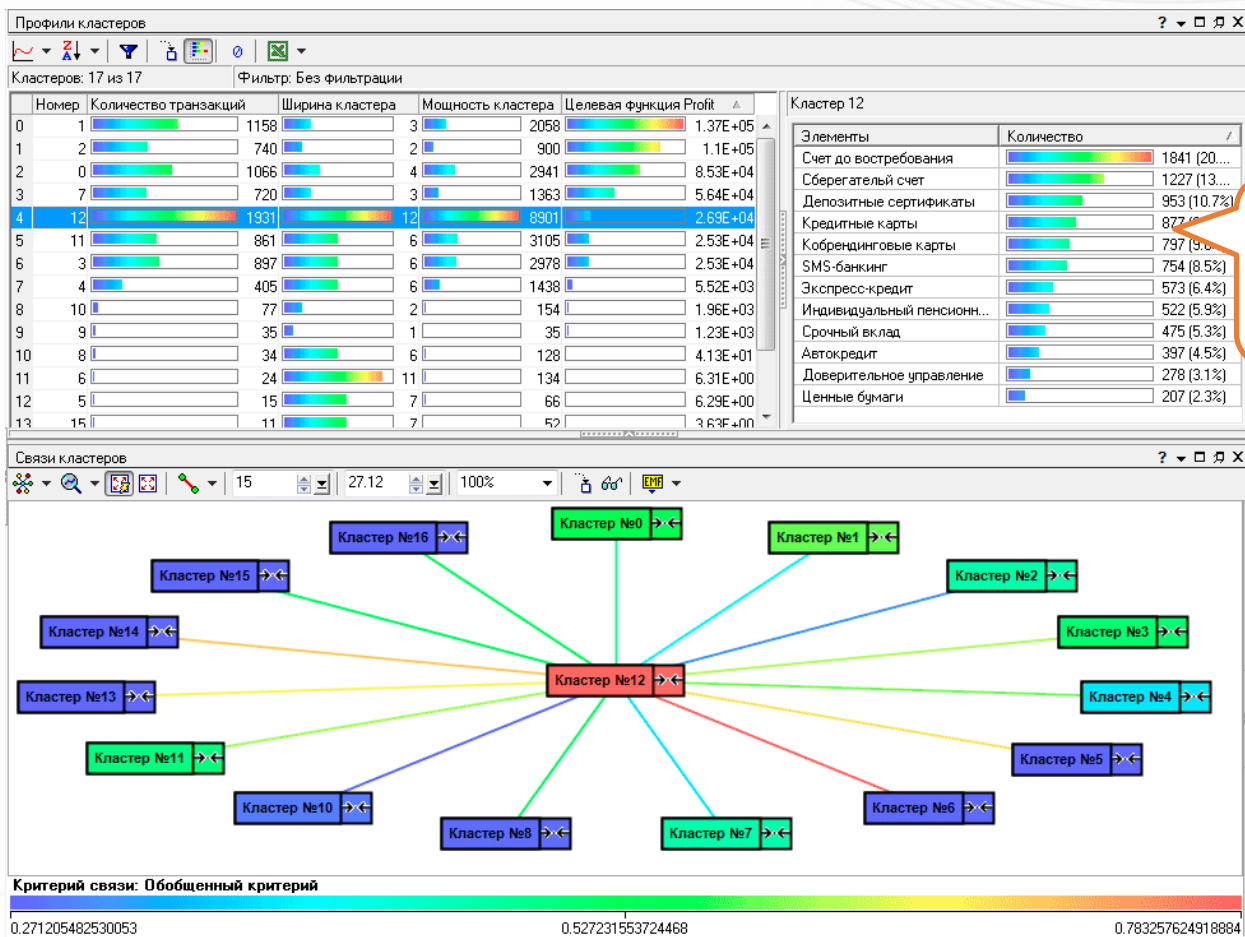 Профили кластеров
Кластеров: 17 из 17 Фильтр: Без фильтрации
Номер Количество транзакций Ширина кластера Мощность кластера Целевая функция Profit
0 1 1158 3 2058 1.37E+05
1 2 740 2 900 1.1E+05
2 0 1066 4 2941 8.53E+04
3 7 720 3 1363 5.64E+04
4 12 1931 12 8901 2.69E+04
5 11 861 6 3105 2.53E+04
6 3 897 6 2978 2.53E+04
7 4 405 6 1438 5.52E+03
8 10 77 2 154 1.96E+03
9 9 35 1 35 1.23E+03
10 8 34 6 128 4.13E+01
11 6 24 11 134 6.31E+00
12 5 15 7 66 6.29E+00
13 15 11 7 52 3.63E+00
Кластер 12
Элементы Количество
Счет до востребования 1841 (20....
Сберегателый счет 1227 (13....
Депозитные сертификаты 953 (10.7%)
Кредитные карты
Кобрендинговые карты 797
SMS-банкинг 754 (8.5%)
Экспресс-кредит 573 (6.4%)
Индивидуальный пенсионн... 522 (5.9%)
Срочный вклад 475 (5.3%)
Автокредит 397 (4.5%)
Доверительное управление 278 (3.1%)
Ценные бумаги 207 (2.3%)
Связи кластеров
15 27.12 100% EMF
Кластер №0
Кластер №16
Кластер №1
Кластер №15
Кластер №2
Кластер №14
Кластер №3
Кластер №12
Кластер №13
Кластер №4
Кластер №11
Кластер №5
Кластер №10
Кластер №6
Кластер №8
Кластер №7
Критерий связи: Обобщенный критерий
0.271205482530053 0.527231553724468 0.783257624918884